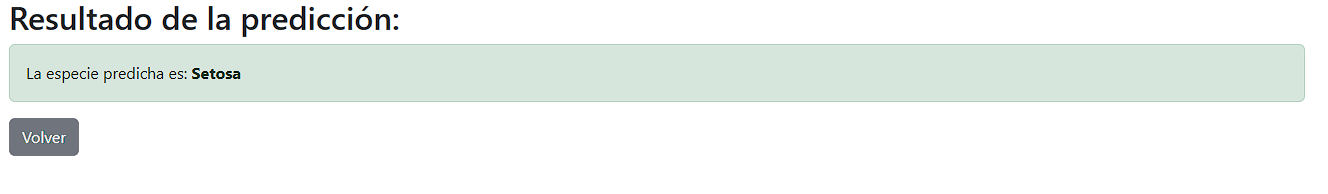 Resultado de la predicción:
La especie predicha es: Setosa
Volver